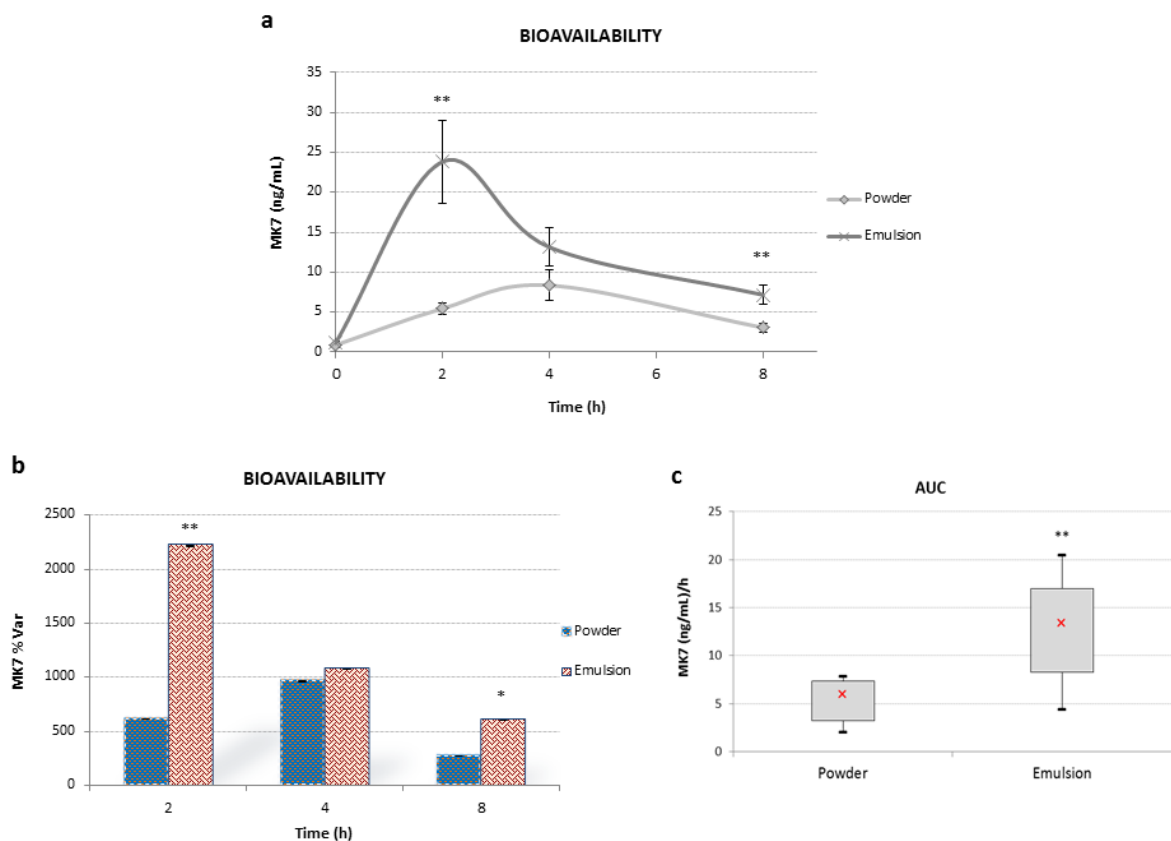 a
BIOAVAILABILITY
35
30
25
20
15
10
5
0
MK7 (ng/mL)
**
**
0 2 4 6 8
Time (h)
Powder
Emulsion
b
BIOAVAILABILITY
2500
2000
1500
1000
500
0
MK7 % Var
**
*
2 4 8
Time (h)
Powder
Emulsion
c
AUC
25
20
15
10
5
0
MK7 (ng/mL)/h
**
Powder Emulsion